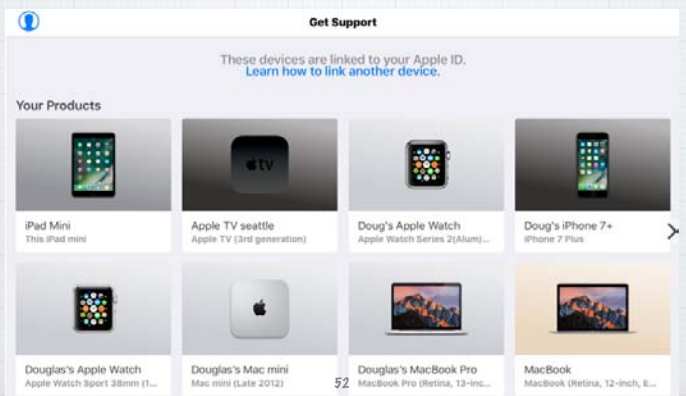 Get Support
These devices are linked to your Apple ID.
Learn how to link another device.
Your Products
tv
iPad Mini
This iPad mini
Apple TV seattle
Apple TV (3rd generation)
Doug's Apple Watch
Apple Watch Series 2(Alum)...
Doug's iPhone 7+
iPhone 7 Plus
Douglas's Apple Watch
Apple Watch Sport 38mm (1...
Douglas's Mac mini
Mac mini (Late 2012)
Douglas's MacBook Pro
MacBook Pro (Retina, 13-inc...
MacBook
MacBook (Retina, 12-inch, E...
52